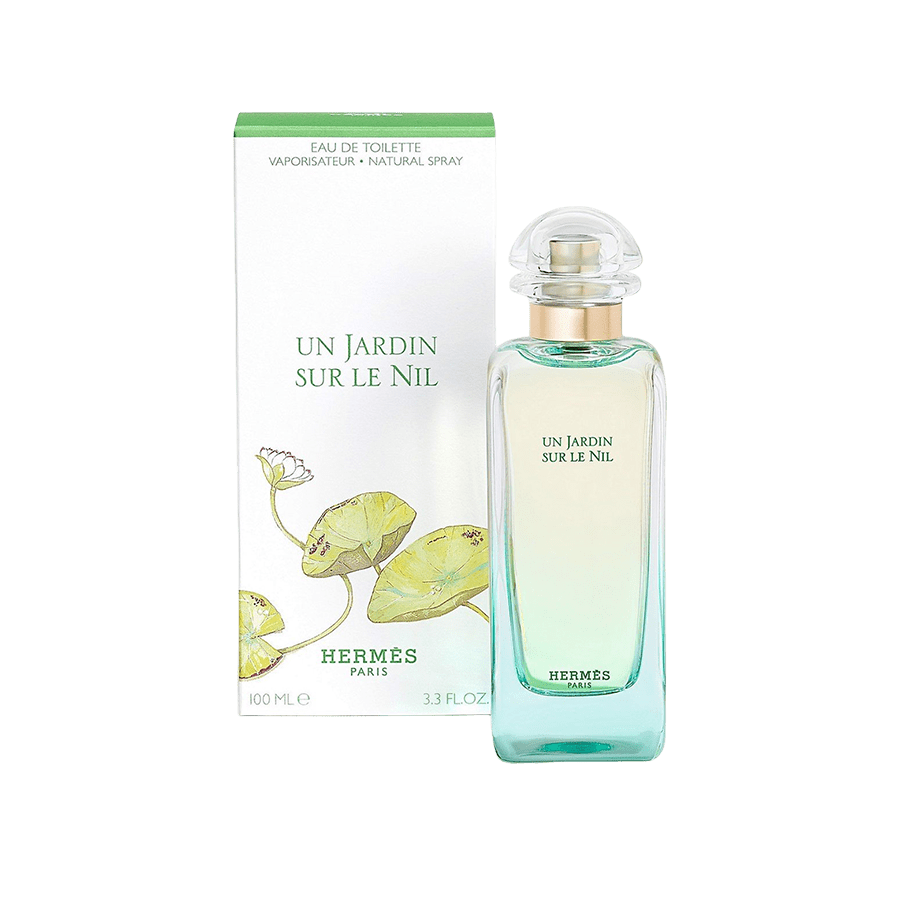 EAU DE TOILETTE
VAPORISATEUR • NATURAL SPRAY
UN JARDIN
SUR LE NIL
HERMÈS
PARIS
100 ML ℮
3.3 FL.OZ.
UN JARDIN
SUR LE NIL
HERMÈS
PARIS